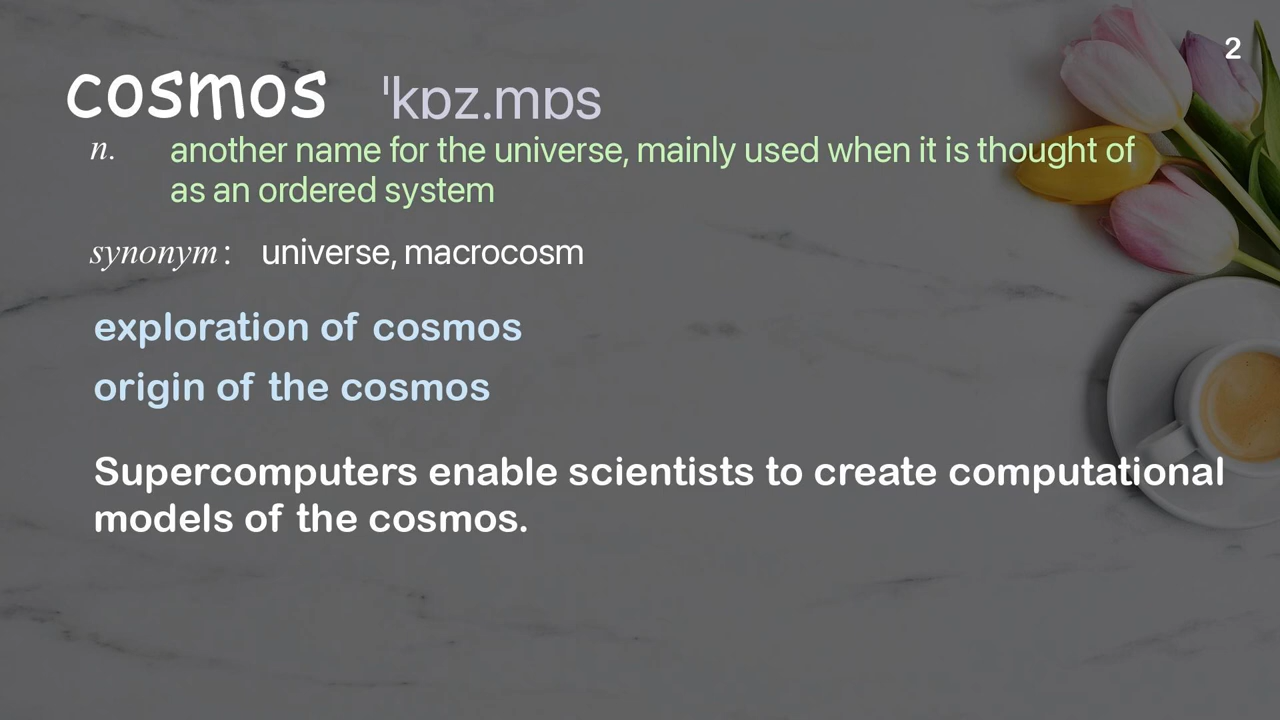 2
cosmos ˈkɒz.mɒs
n. another name for the universe, mainly used when it is thought of
as an ordered system
synonym: universe, macrocosm
exploration of cosmos
origin of the cosmos
Supercomputers enable scientists to create computational
models of the cosmos.